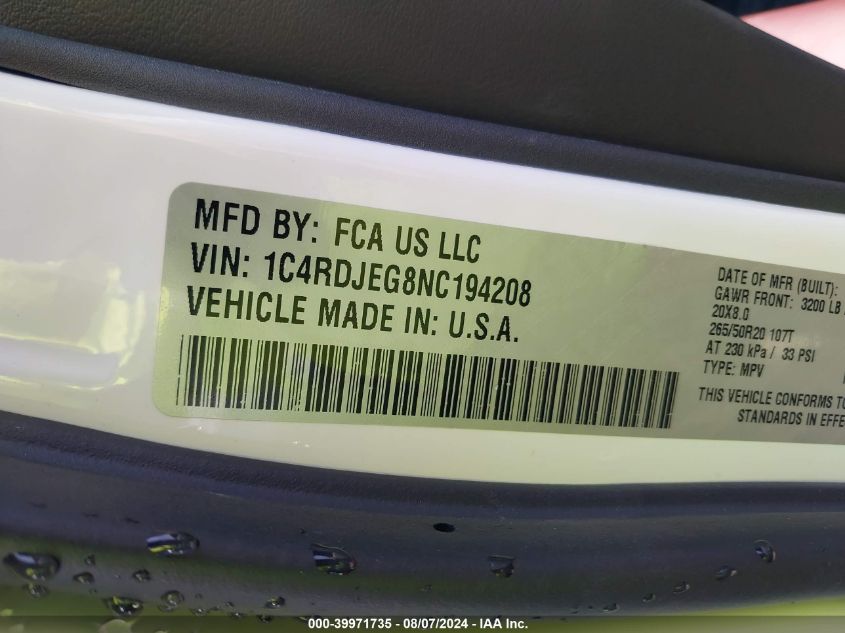 MFD BY: FCA US LLC
VIN: 1C4RDJEG8NC194208
VEHICLE MADE IN: U.S.A.
DATE OF MFR (BUILT):
GAWR FRONT: 3200 LB
20X8.0
265/50R20 107T
AT 230 kPa / 33 PSI
TYPE: MPV
THIS VEHICLE CONFORMS TO
STANDARDS IN EFFE
000-39971735 - 08/07/2024 - IAA Inc.